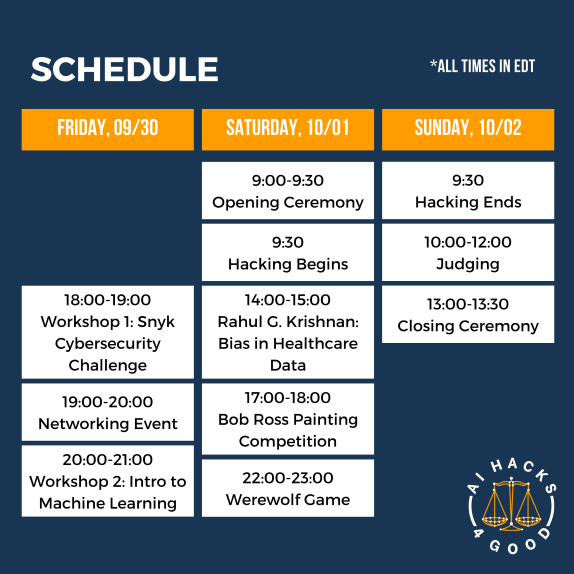 SCHEDULE
*ALL TIMES IN EDT
FRIDAY, 09/30
18:00-19:00
Workshop 1: Snyk
Cybersecurity
Challenge
19:00-20:00
Networking Event
20:00-21:00
Workshop 2: Intro to
Machine Learning
SATURDAY, 10/01
9:00-9:30
Opening Ceremony
9:30
Hacking Begins
14:00-15:00
Rahul G. Krishnan:
Bias in Healthcare
Data
17:00-18:00
Bob Ross Painting
Competition
22:00-23:00
Werewolf Game
SUNDAY, 10/02
9:30
Hacking Ends
10:00-12:00
Judging
13:00-13:30
Closing Ceremony
AI HACKS
4 GOOD